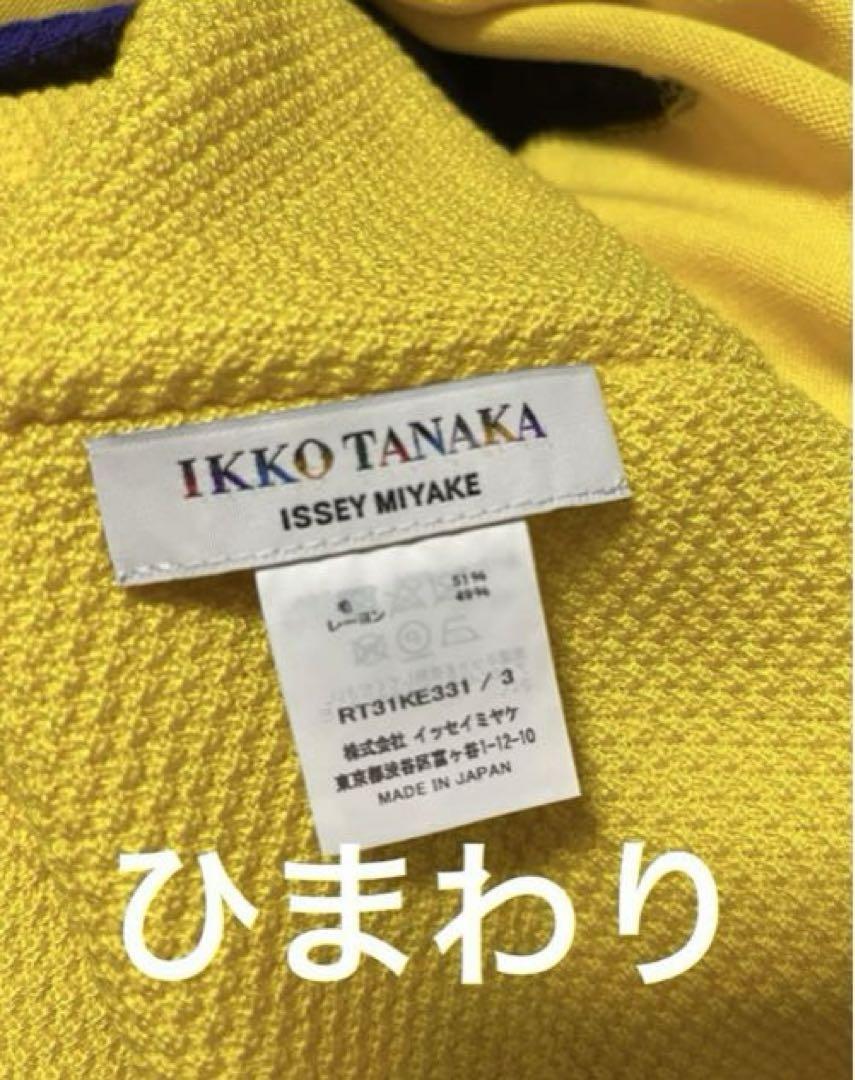 IKKO TANAKA
ISSEY MIYAKE
毛 51%
レーヨン 49%
RT31KE331 / 3
株式会社 イッセイミヤケ
東京都渋谷区富ヶ谷1-12-10
MADE IN JAPAN
ひまわり